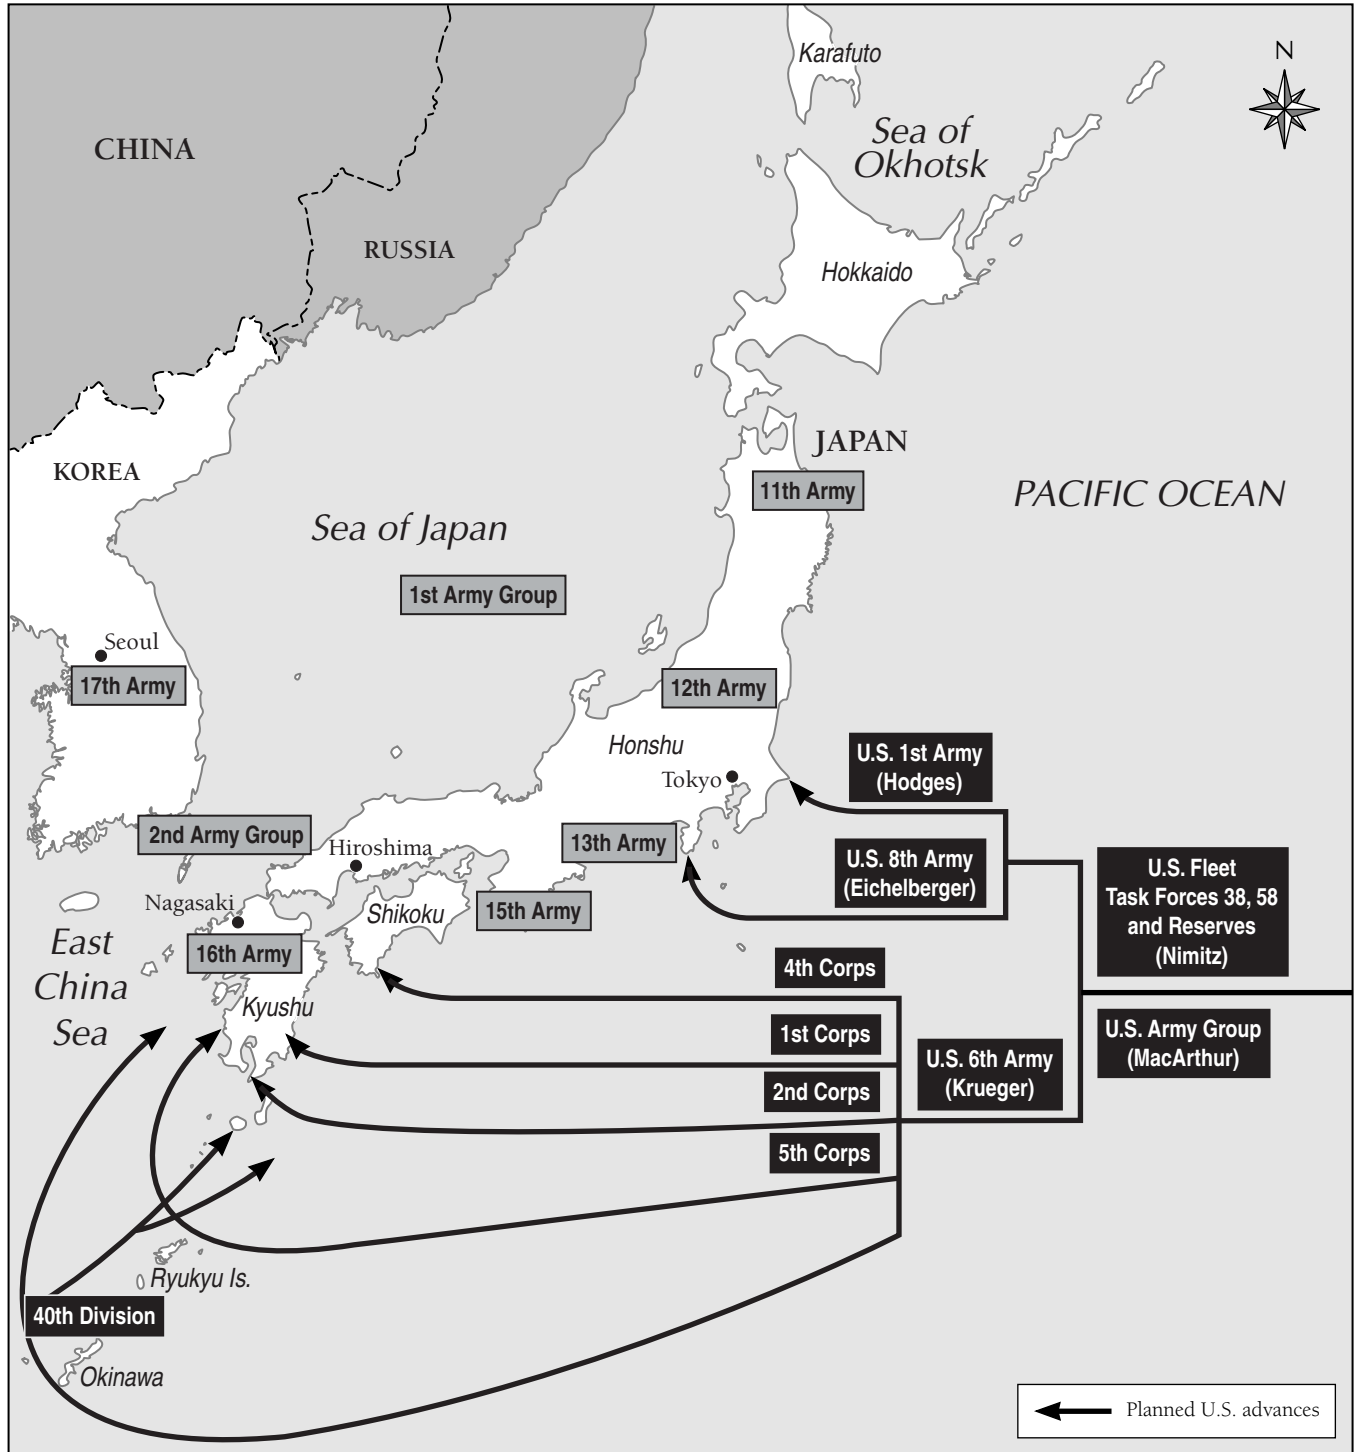 Karafuto
N
Sea of
Okhotsk
CHINA
RUSSIA
Hokkaido
JAPAN
KOREA
11th Army
PACIFIC OCEAN
Sea of Japan
1st Army Group
Seoul
17th Army
12th Army
Honshu
Tokyo
U.S. 1st Army
(Hodges)
2nd Army Group
Hiroshima
13th Army
U.S. 8th Army
(Eichelberger)
U.S. Fleet
Task Forces 38, 58
and Reserves
(Nimitz)
Nagasaki
Shikoku
15th Army
16th Army
East
China
Sea
Kyushu
4th Corps
1st Corps
2nd Corps
5th Corps
U.S. 6th Army
(Krueger)
U.S. Army Group
(MacArthur)
Ryukyu Is.
40th Division
Okinawa
Planned U.S. advances